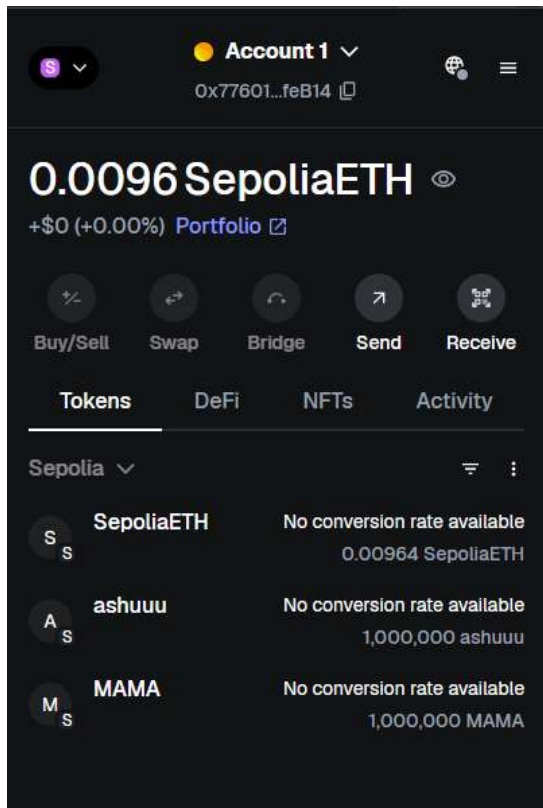 S
Account 1
0x77601...feB14
0.0096 SepoliaETH
+$0 (+0.00%) Portfolio
Buy/Sell Swap Bridge Send Receive
Tokens DeFi NFTs Activity
Sepolia
S S SepoliaETH No conversion rate available
0.00964 SepoliaETH
A S ashuuu No conversion rate available
1,000,000 ashuuu
M S MAMA No conversion rate available
1,000,000 MAMA